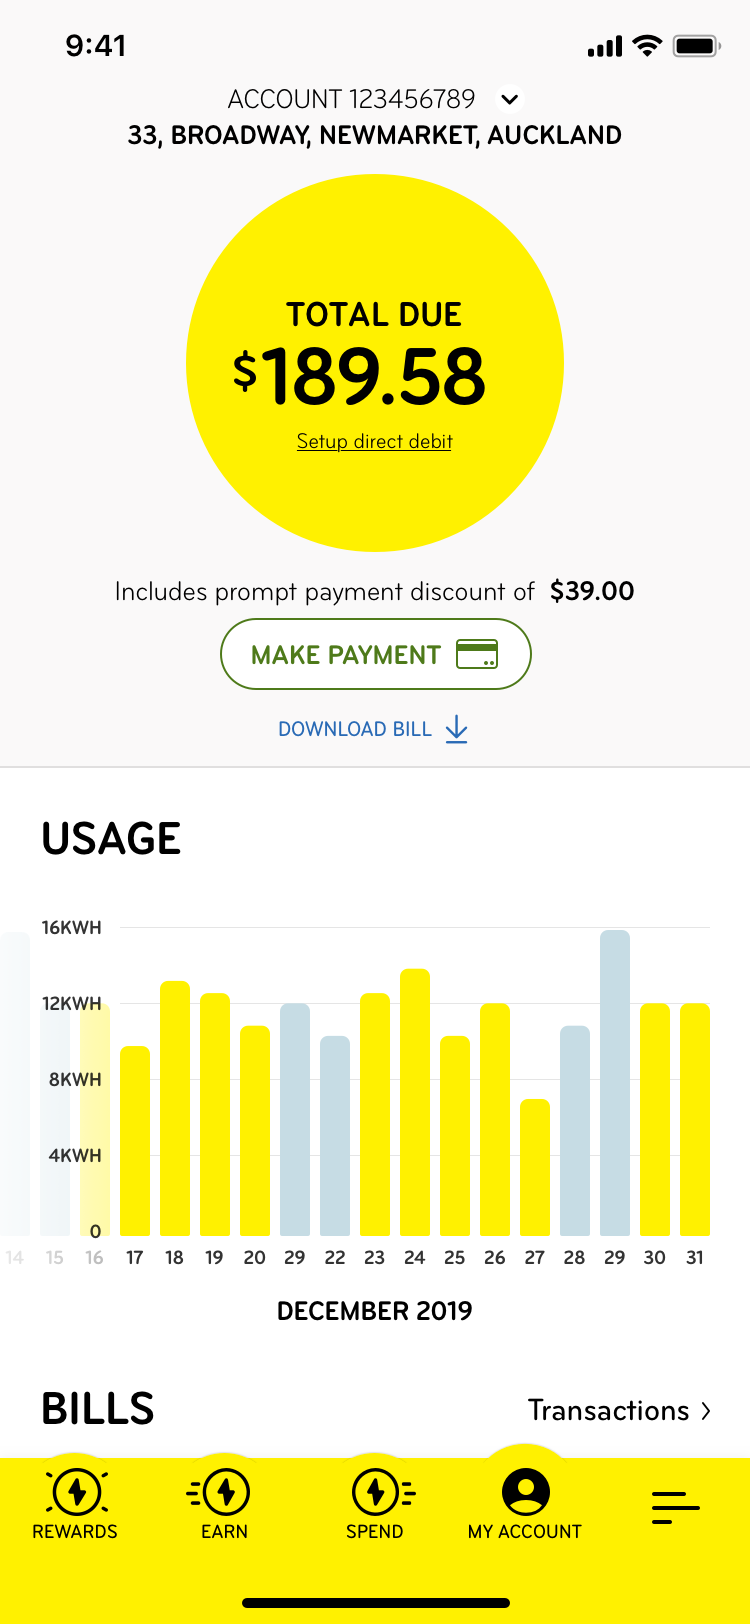 9:41
ACCOUNT 123456789
33, BROADWAY, NEWMARKET, AUCKLAND
TOTAL DUE
$189.58
Setup direct debit
Includes prompt payment discount of $39.00
MAKE PAYMENT
DOWNLOAD BILL
USAGE
16KWH
12KWH
8KWH
4KWH
0
14 15 16 17 18 19 20 29 22 23 24 25 26 27 28 29 30 31
DECEMBER 2019
BILLS
Transactions
REWARDS EARN SPEND MY ACCOUNT